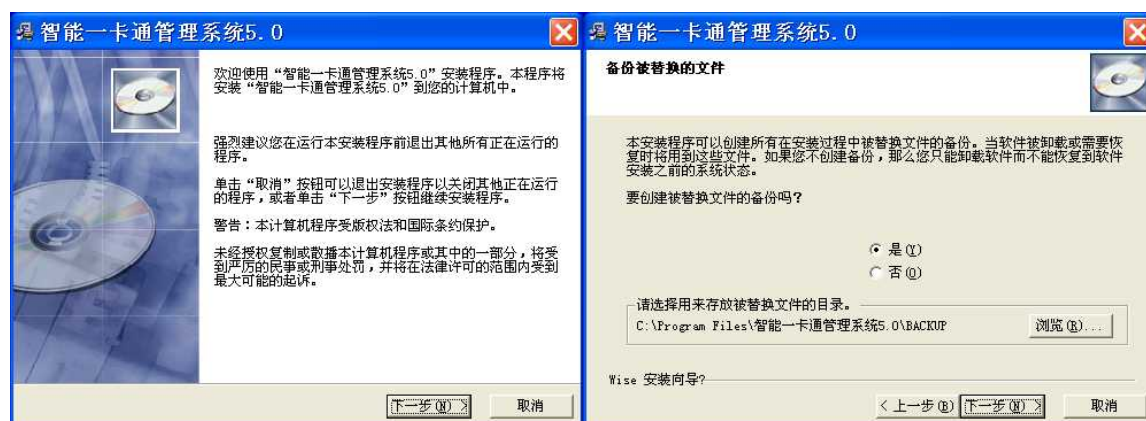 智能一卡通管理系统5.0
欢迎使用“智能一卡通管理系统5.0”安装程序。本程序将
安装“智能一卡通管理系统5.0”到您的计算机中。
强烈建议您在运行本安装程序前退出其他所有正在运行的
程序。
单击“取消”按钮可以退出安装程序以关闭其他正在运行
的程序，或者单击“下一步”按钮继续安装程序。
警告：本计算机程序受版权法和国际条约保护。
未经授权复制或散播本计算机程序或其中的一部分，将受
到严厉的民事或刑事处罚，并将在法律许可的范围内受到
最大可能的起诉。
下一步(N) >
取消
智能一卡通管理系统5.0
备份被替换的文件
本安装程序可以创建所有在安装过程中被替换文件的备份。当软件被卸载或需要恢
复时将用到这些文件。如果您不创建备份，那么您只能卸载软件而不能恢复到软件
安装之前的系统状态。
要创建被替换文件的备份吗？
是(Y)
否(O)
请选择用来存放被替换文件的目录。
C:\Program Files\智能一卡通管理系统5.0\BACKUP
浏览(R)...
Wise 安装向导?
< 上一步(B)
下一步(N) >
取消